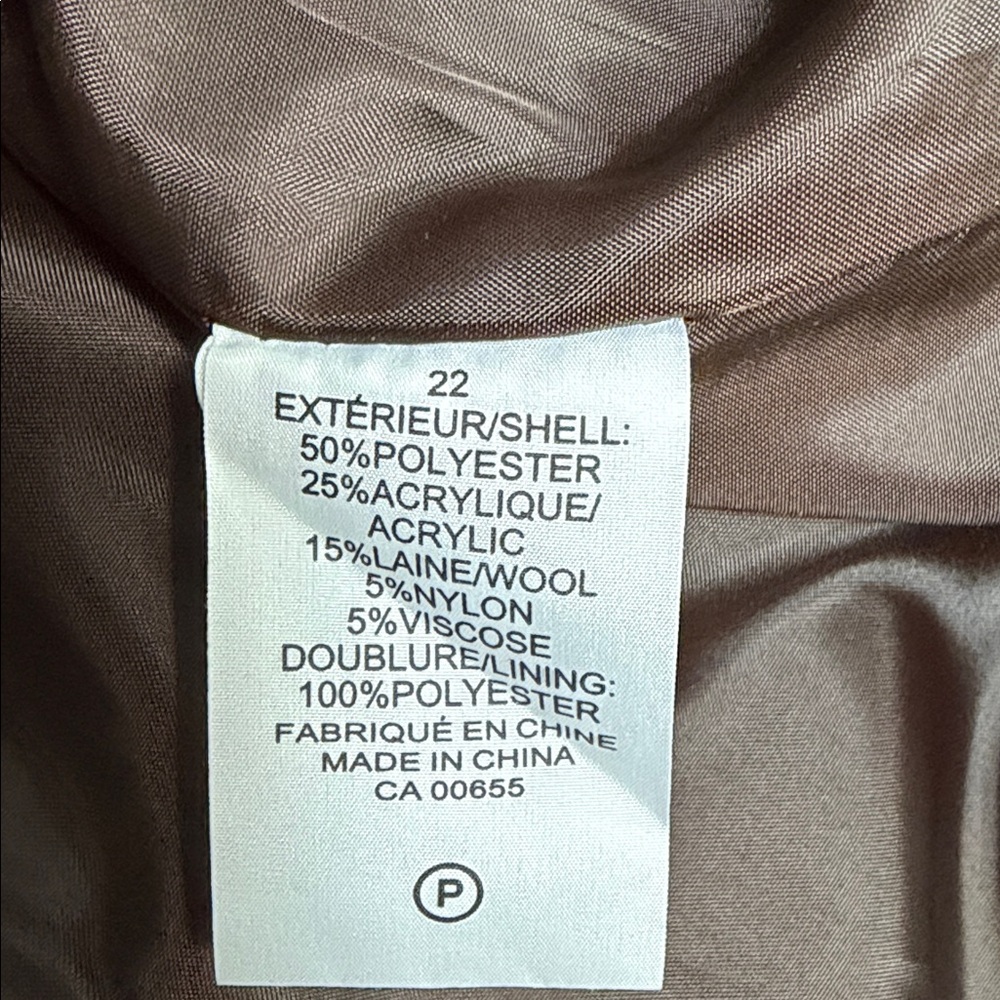 22
EXTÉRIEUR/SHELL:
50%POLYESTER
25%ACRYLIQUE/
ACRYLIC
15%LAINE/WOOL
5%NYLON
5%VISCOSE
DOUBLURE/LINING:
100%POLYESTER
FABRIQUÉ EN CHINE
MADE IN CHINA
CA 00655
P